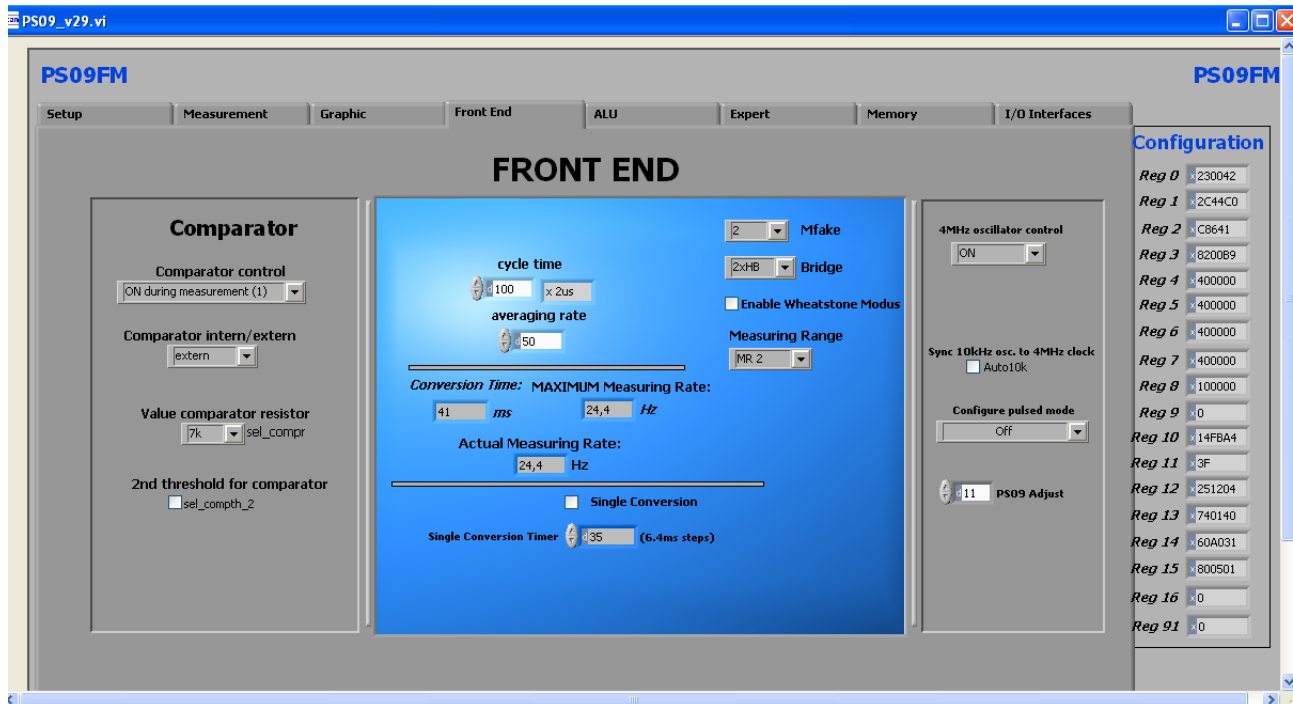 PS09_v29.vi
PS09FM
PS09FM
Setup
Measurement
Graphic
Front End
ALU
Expert
Memory
I/O Interfaces
FRONT END
Comparator
Comparator control
ON during measurement (1)
Comparator intern/extern
extern
Value comparator resistor
7k sel_compr
2nd threshold for comparator
sel_compth_2
cycle time
d 100 x 2us
averaging rate
d 50
2 Mfake
2xHB Bridge
Enable Wheatstone Modus
Measuring Range
MR 2
Conversion Time: MAXIMUM Measuring Rate:
41 ms 24,4 Hz
Actual Measuring Rate:
24,4 Hz
Single Conversion
Single Conversion Timer d 35 (6.4ms steps)
4MHz oscillator control
ON
Sync 10kHz osc. to 4MHz clock
Auto10k
Configure pulsed mode
Off
d 11 PS09 Adjust
Configuration
Reg 0 x 230042
Reg 1 x 2C44C0
Reg 2 x C8641
Reg 3 x 8200B9
Reg 4 x 400000
Reg 5 x 400000
Reg 6 x 400000
Reg 7 x 400000
Reg 8 x 100000
Reg 9 x 0
Reg 10 x 14FBA4
Reg 11 x 3F
Reg 12 x 251204
Reg 13 x 740140
Reg 14 x 60A031
Reg 15 x 800501
Reg 16 x 0
Reg 91 x 0